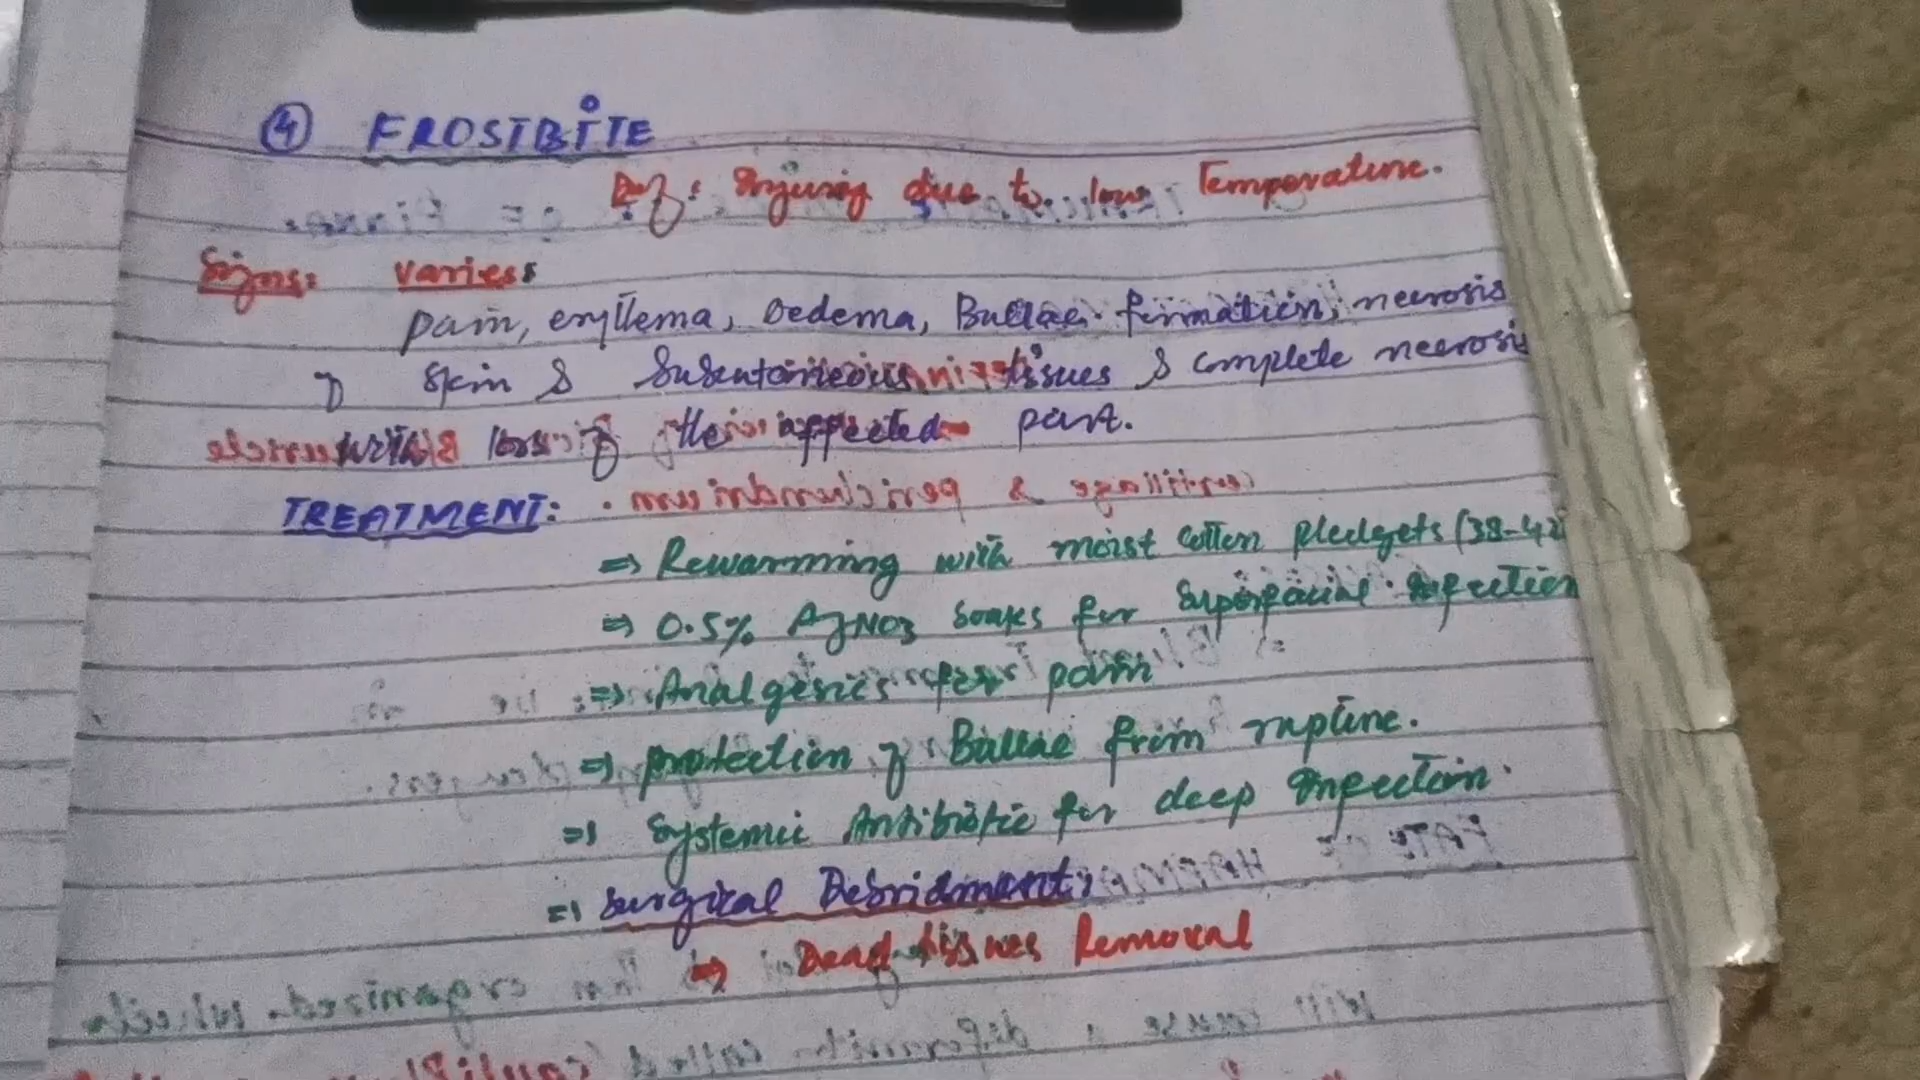 ④ FROSTBITE
Def: Injury due to low Temperature.
Signs: varies:
pain, erythema, Oedema, Bullae formation, necrosis
of skin & Subcutaneous tissues & complete necrosis
with loss of the affected part.
TREATMENT:
⇒ Rewarming with moist cotton pledgets (38-42
⇒ 0.5% AgNO3 soaks for superfacial infection
⇒ Analgesics for pain
⇒ protection of Bullae from rupture.
⇒ Systemic Antibiotic for deep Infection.
⇒ Surgical Debridment:
⇒ Dead tissues Removal